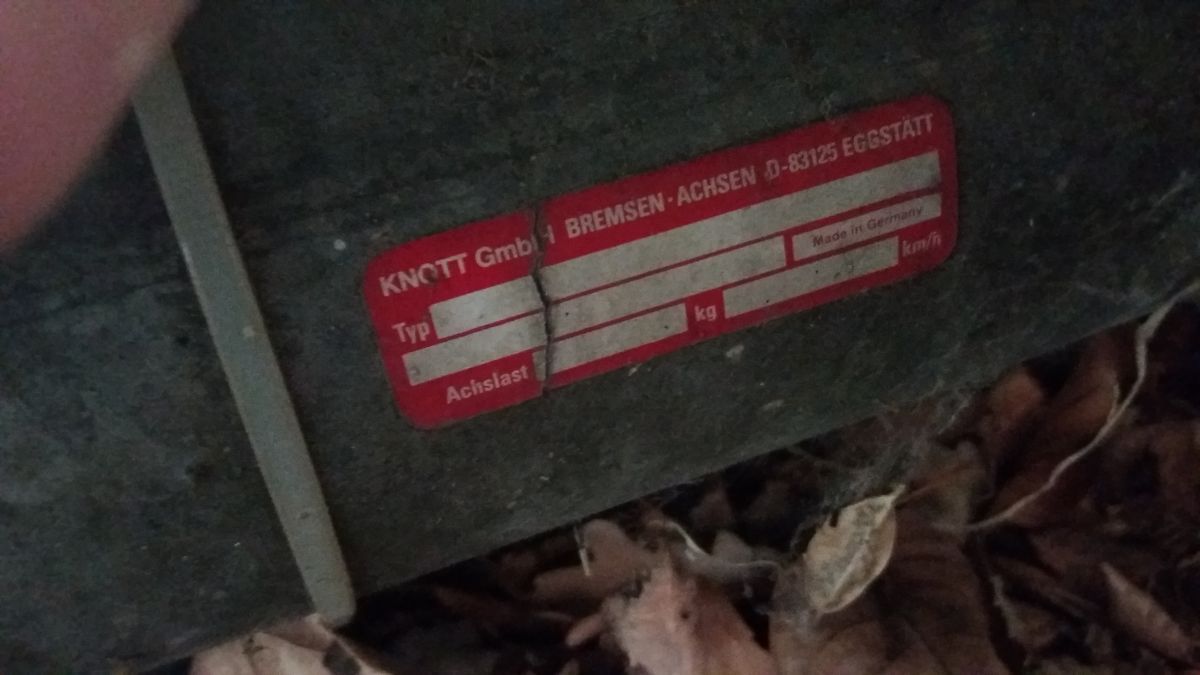 KNOTT GmbH BREMSEN·ACHSEN D-83125 EGGSTÄTT
Typ
Made in Germany
Achslast kg km/h